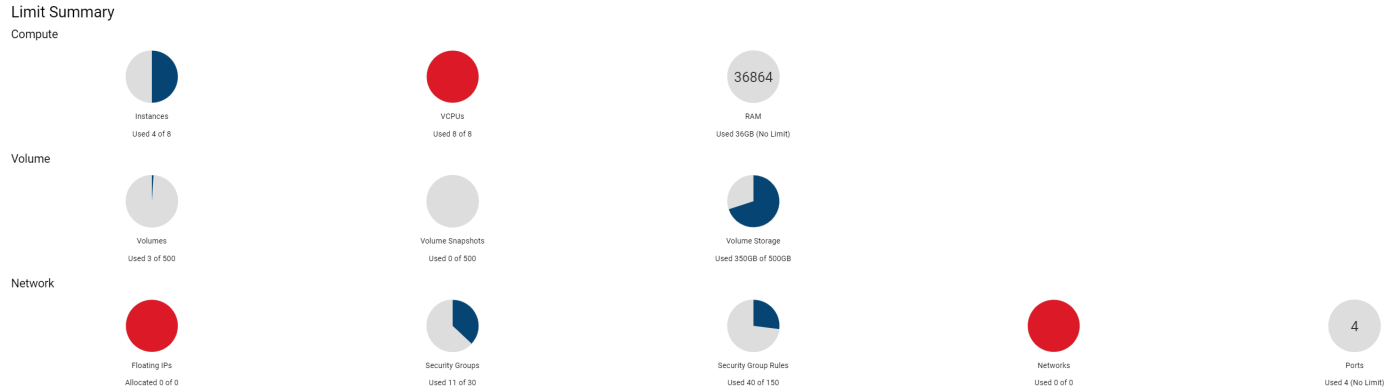 Limit Summary
Compute
36864
Instances
VCPUs
RAM
Used 4 of 8
Used 8 of 8
Used 36GB (No Limit)
Volume
Volumes
Volume Snapshots
Volume Storage
Used 3 of 500
Used 0 of 500
Used 350GB of 500GB
Network
4
Floating IPs
Security Groups
Security Group Rules
Networks
Ports
Allocated 0 of 0
Used 11 of 30
Used 40 of 150
Used 0 of 0
Used 4 (No Limit)